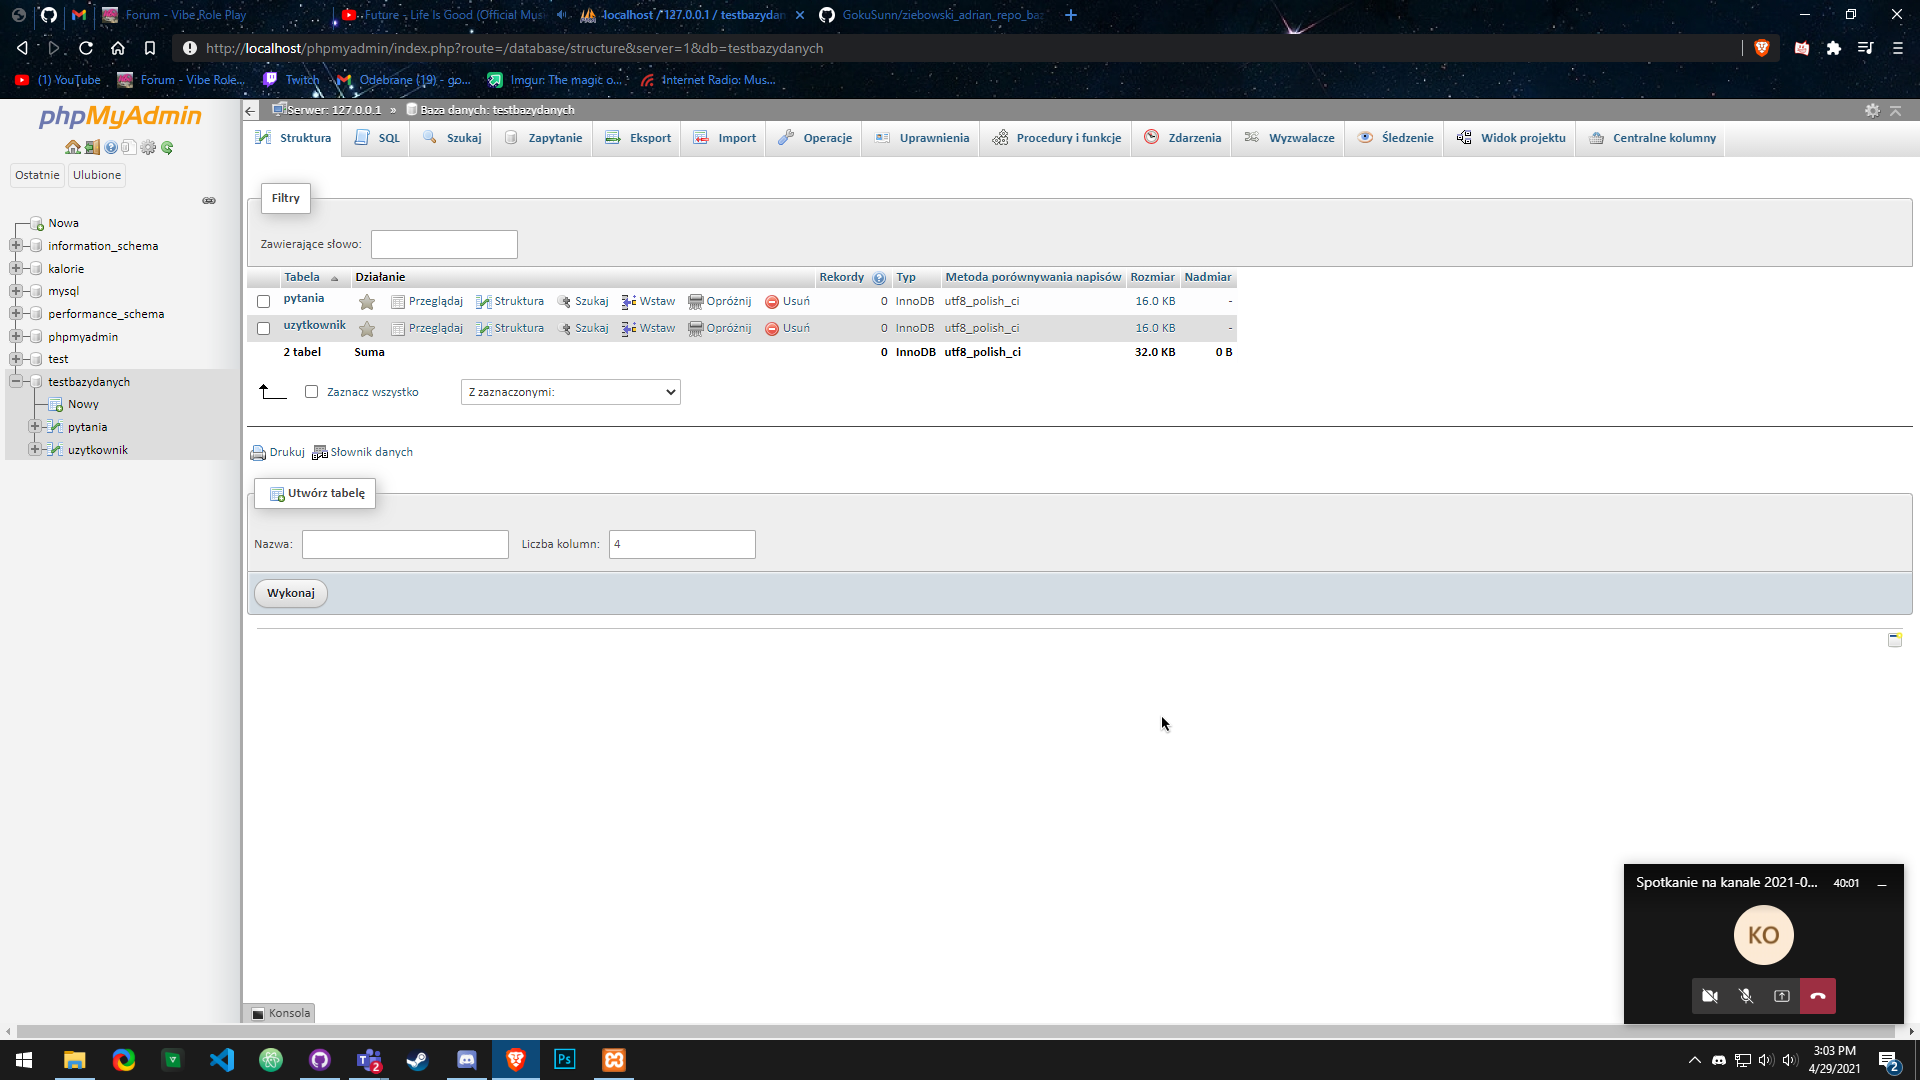 Forum - Vibe Role Play
Future - Life Is Good (Official Mus
localhost / 127.0.0.1 / testbazydan
GokuSunn/ziebowski_adrian_repo_baz
http://localhost/phpmyadmin/index.php?route=/database/structure&server=1&db=testbazydanych
(1) YouTube
Forum - Vibe Role...
Twitch
Odebrane (19) - go...
Imgur: The magic o...
Internet Radio: Mus...
phpMyAdmin
Ostatnie
Ulubione
Nowa
information_schema
kalorie
mysql
performance_schema
phpmyadmin
test
testbazydanych
Nowy
pytania
uzytkownik
Serwer: 127.0.0.1 » Baza danych: testbazydanych
Struktura SQL Szukaj Zapytanie Eksport Import Operacje Uprawnienia Procedury i funkcje Zdarzenia Wyzwalacze Śledzenie Widok projektu Centralne kolumny
Filtry
Zawierające słowo:
Tabela Działanie Rekordy Typ Metoda porównywania napisów Rozmiar Nadmiar
pytania Przeglądaj Struktura Szukaj Wstaw Opróżnij Usuń 0 InnoDB utf8_polish_ci 16.0 KB -
uzytkownik Przeglądaj Struktura Szukaj Wstaw Opróżnij Usuń 0 InnoDB utf8_polish_ci 16.0 KB -
2 tabel Suma 0 InnoDB utf8_polish_ci 32.0 KB 0 B
Zaznacz wszystko Z zaznaczonymi:
Drukuj Słownik danych
Utwórz tabelę
Nazwa: Liczba kolumn: 4
Wykonaj
Konsola
Spotkanie na kanale 2021-0... 40:01
KO
Ps
2
3:03 PM
4/29/2021
2